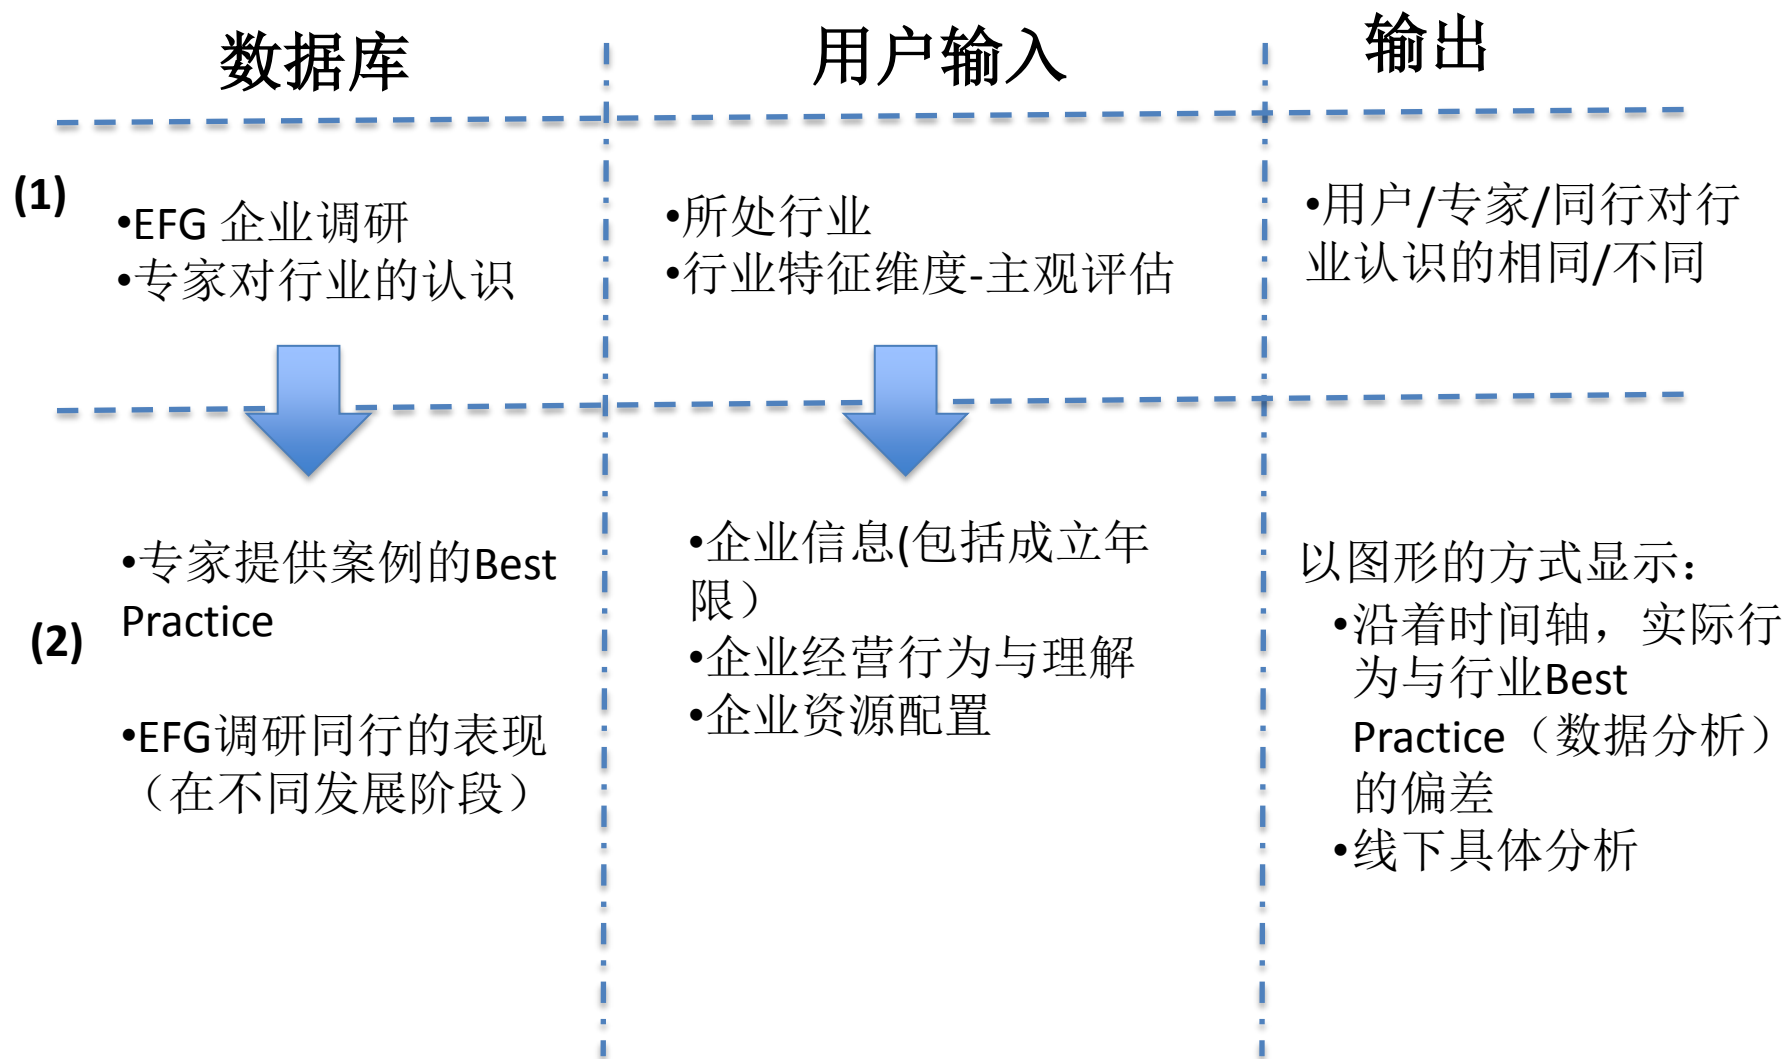 数据库
用户输入
输出
(1)
•EFG 企业调研
•专家对行业的认识
•所处行业
•行业特征维度-主观评估
•用户/专家/同行对行
业认识的相同/不同
(2)
•专家提供案例的Best
Practice
•EFG调研同行的表现
（在不同发展阶段）
•企业信息(包括成立年
限）
•企业经营行为与理解
•企业资源配置
以图形的方式显示：
•沿着时间轴，实际行
为与行业Best
Practice（数据分析）
的偏差
•线下具体分析